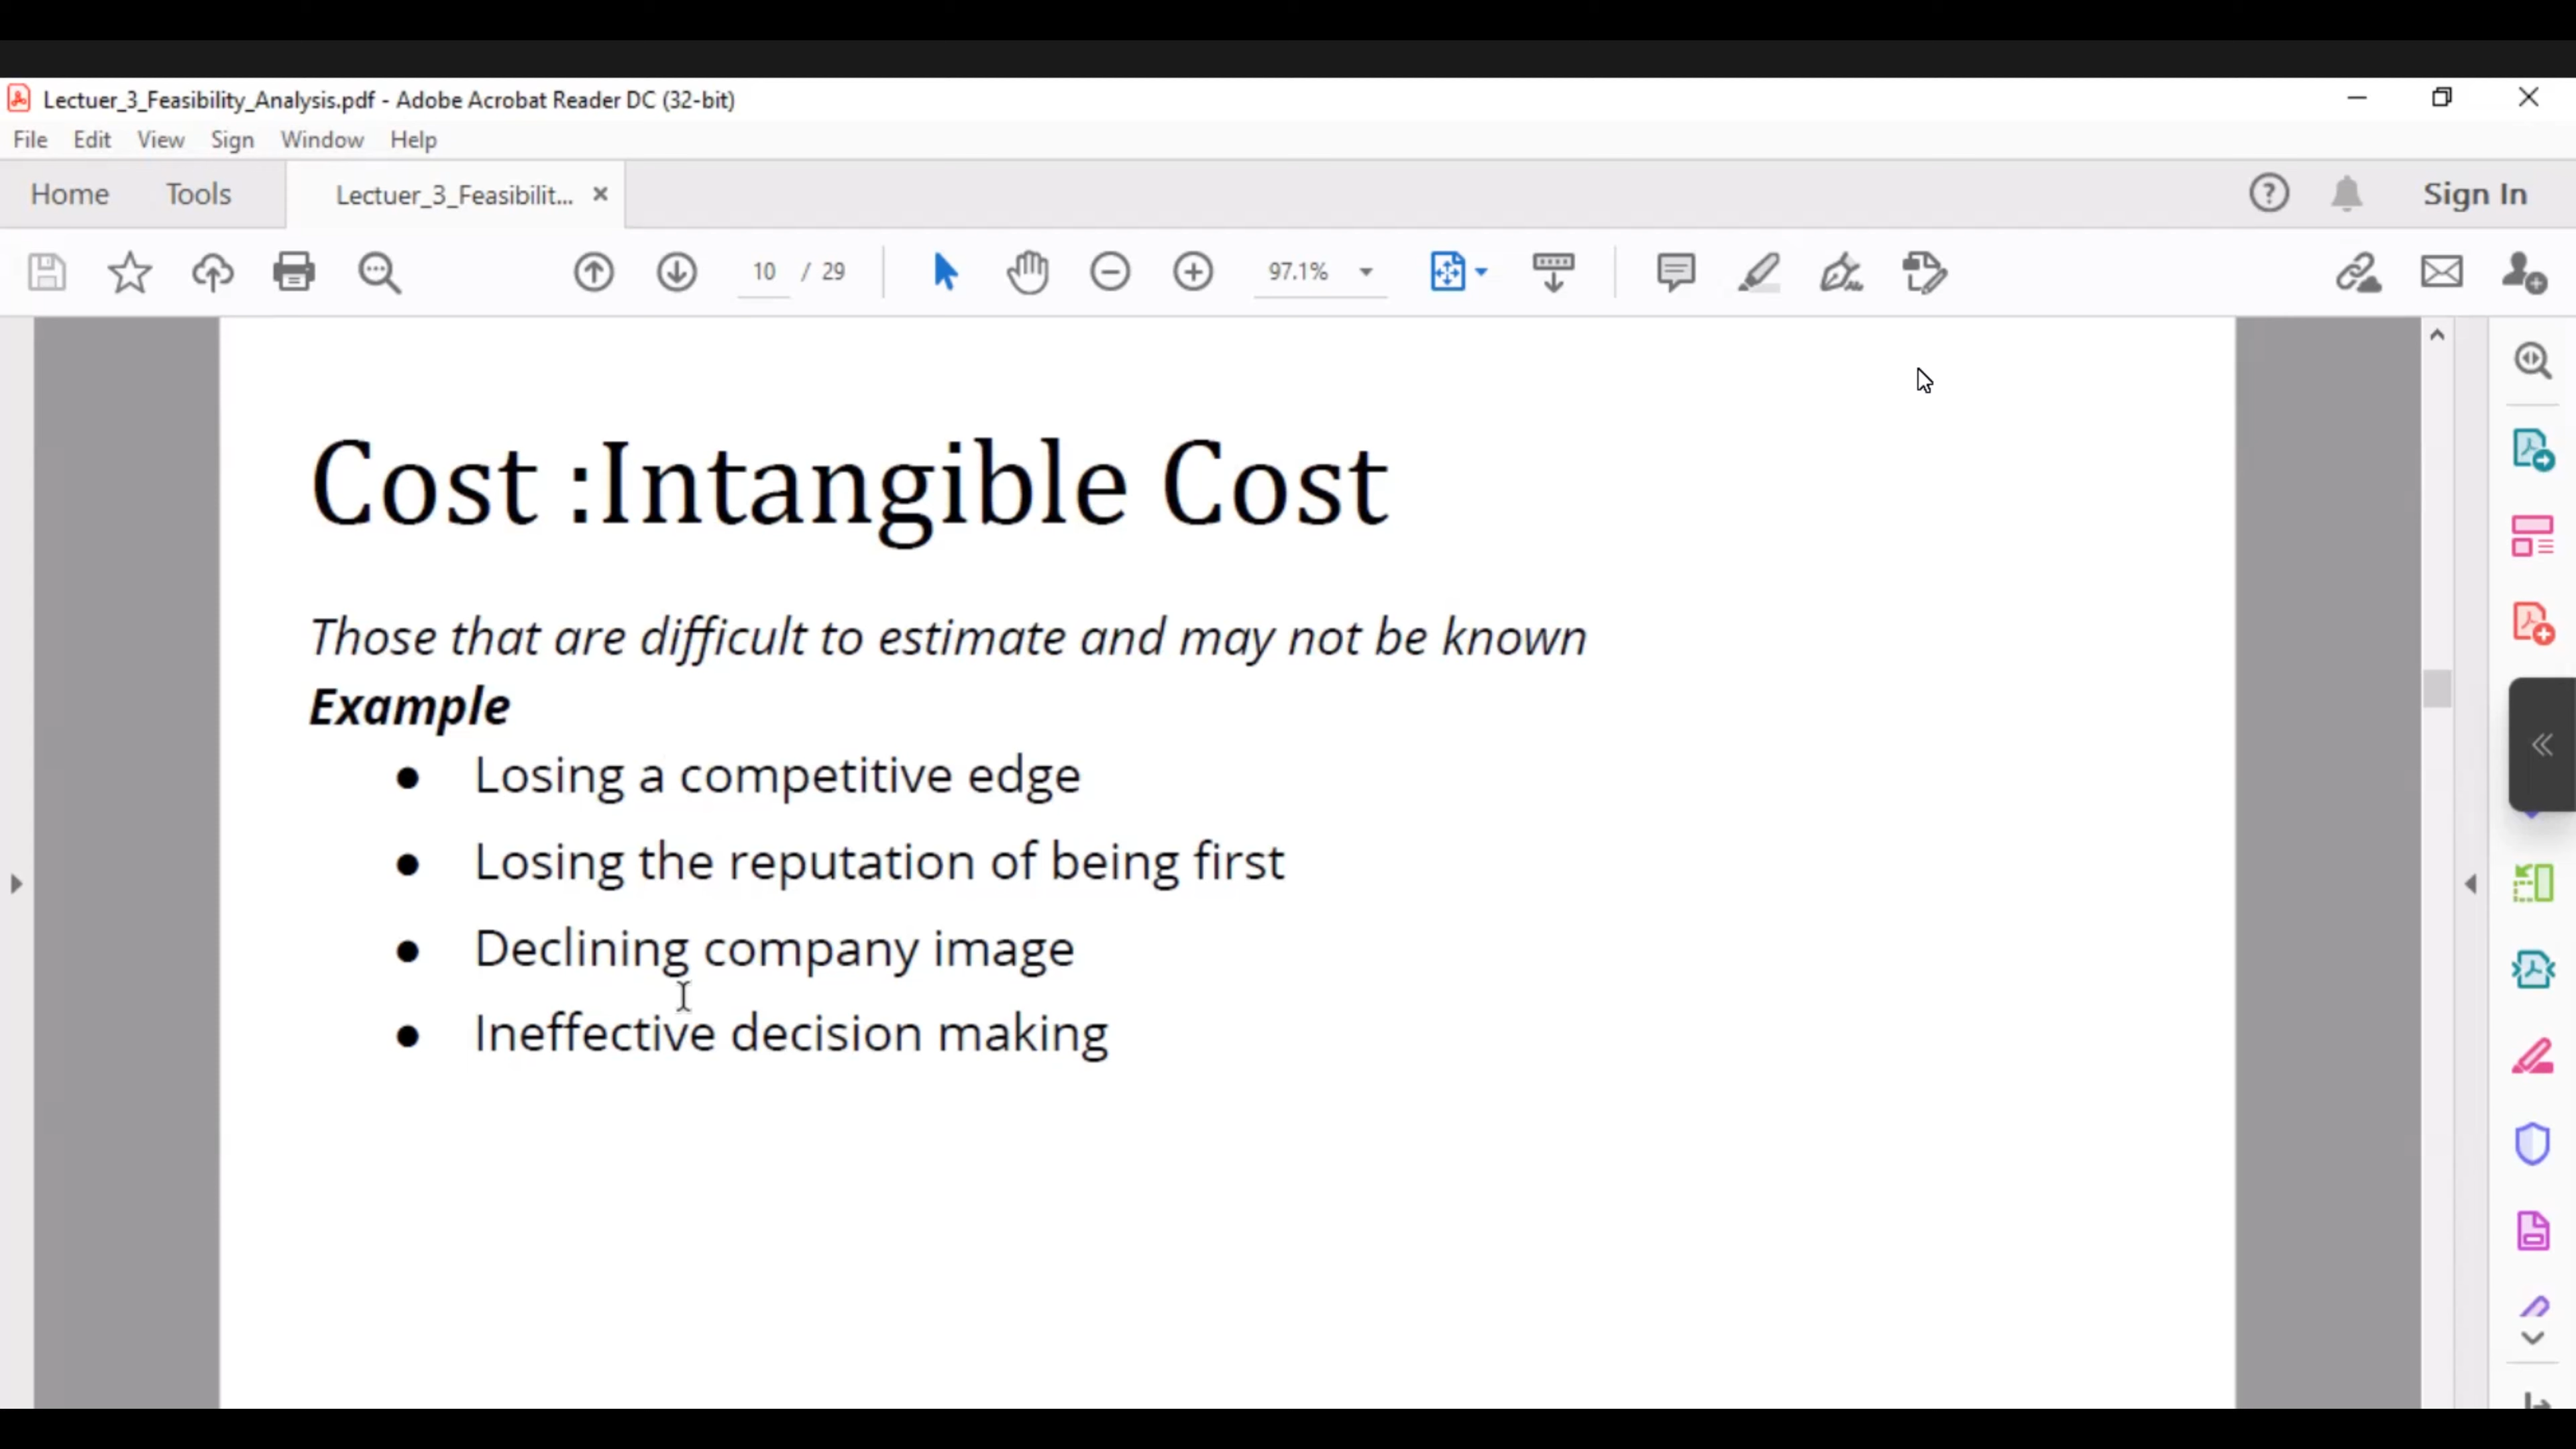 Lectuer_3_Feasibility_Analysis.pdf - Adobe Acrobat Reader DC (32-bit)
File Edit View Sign Window Help
Home Tools Lectuer_3_Feasibilit... × Sign In
10 / 29 97.1%
Cost :Intangible Cost
Those that are difficult to estimate and may not be known
Example
● Losing a competitive edge
● Losing the reputation of being first
● Declining company image
● Ineffective decision making